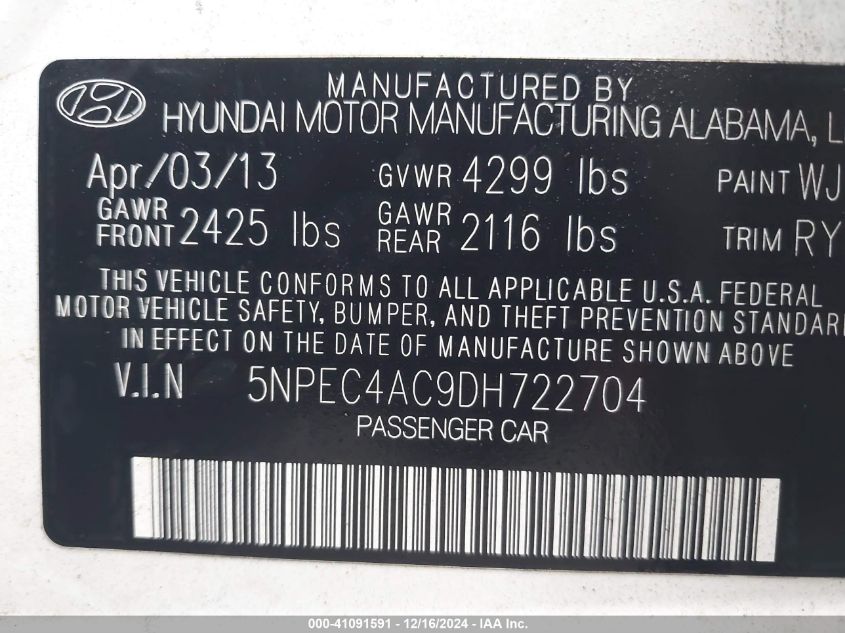 MANUFACTURED BY
HYUNDAI MOTOR MANUFACTURING ALABAMA, L
Apr/03/13 GVWR 4299 lbs PAINT WJ
GAWR FRONT 2425 lbs GAWR REAR 2116 lbs TRIM RY
THIS VEHICLE CONFORMS TO ALL APPLICABLE U.S.A. FEDERAL
MOTOR VEHICLE SAFETY, BUMPER, AND THEFT PREVENTION STANDAR
IN EFFECT ON THE DATE OF MANUFACTURE SHOWN ABOVE
V.I.N 5NPEC4AC9DH722704
PASSENGER CAR
000-41091591 - 12/16/2024 - IAA Inc.